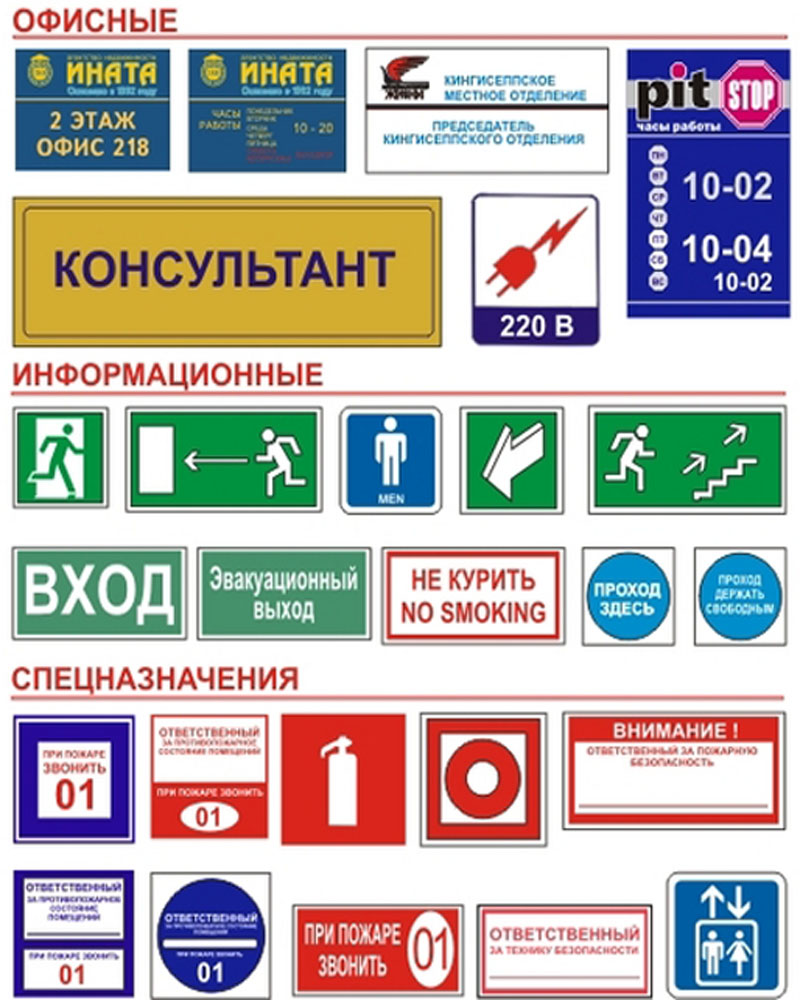 ОФИСНЫЕ
АГЕНТСТВО НЕДВИЖИМОСТИ
ИНАТА
Основано в 1992 году
2 ЭТАЖ
ОФИС 218
АГЕНТСТВО НЕДВИЖИМОСТИ
ИНАТА
Основано в 1992 году
ЧАСЫ
РАБОТЫ
ПОНЕДЕЛЬНИК
ВТОРНИК
СРЕДА
ЧЕТВЕРГ
ПЯТНИЦА
10 - 20
КИНГИСЕППСКОЕ
МЕСТНОЕ ОТДЕЛЕНИЕ
ПРЕДСЕДАТЕЛЬ
КИНГИСЕППСКОГО ОТДЕЛЕНИЯ
pit STOP
часы работы
ПН
ВТ
СР
ЧТ
ПТ
СБ
ВС
10-02
10-04
10-02
КОНСУЛЬТАНТ
220 В
ИНФОРМАЦИОННЫЕ
MEN
ВХОД
Эвакуационный
выход
НЕ КУРИТЬ
NO SMOKING
ПРОХОД
ЗДЕСЬ
ПРОХОД
ДЕРЖАТЬ
СВОБОДНЫМ
СПЕЦНАЗНАЧЕНИЯ
ПРИ ПОЖАРЕ
ЗВОНИТЬ
01
ОТВЕТСТВЕННЫЙ
ЗА ПРОТИВОПОЖАРНОЕ
СОСТОЯНИЕ ПОМЕЩЕНИЙ
ПРИ ПОЖАРЕ ЗВОНИТЬ
01
ВНИМАНИЕ !
ОТВЕТСТВЕННЫЙ ЗА ПОЖАРНУЮ
БЕЗОПАСНОСТЬ
ОТВЕТСТВЕННЫЙ
ЗА ПРОТИВОПОЖАРНОЕ
СОСТОЯНИЕ
ПОМЕЩЕНИЙ
ПРИ ПОЖАРЕ ЗВОНИТЬ
01
ОТВЕТСТВЕННЫЙ
ЗА ПРОТИВОПОЖАРНОЕ СОСТОЯНИЕ
ПОМЕЩЕНИЯ
ПРИ ПОЖАРЕ ЗВОНИТЬ
01
ПРИ ПОЖАРЕ
ЗВОНИТЬ
01
ОТВЕТСТВЕННЫЙ
ЗА ТЕХНИКУ БЕЗОПАСНОСТИ